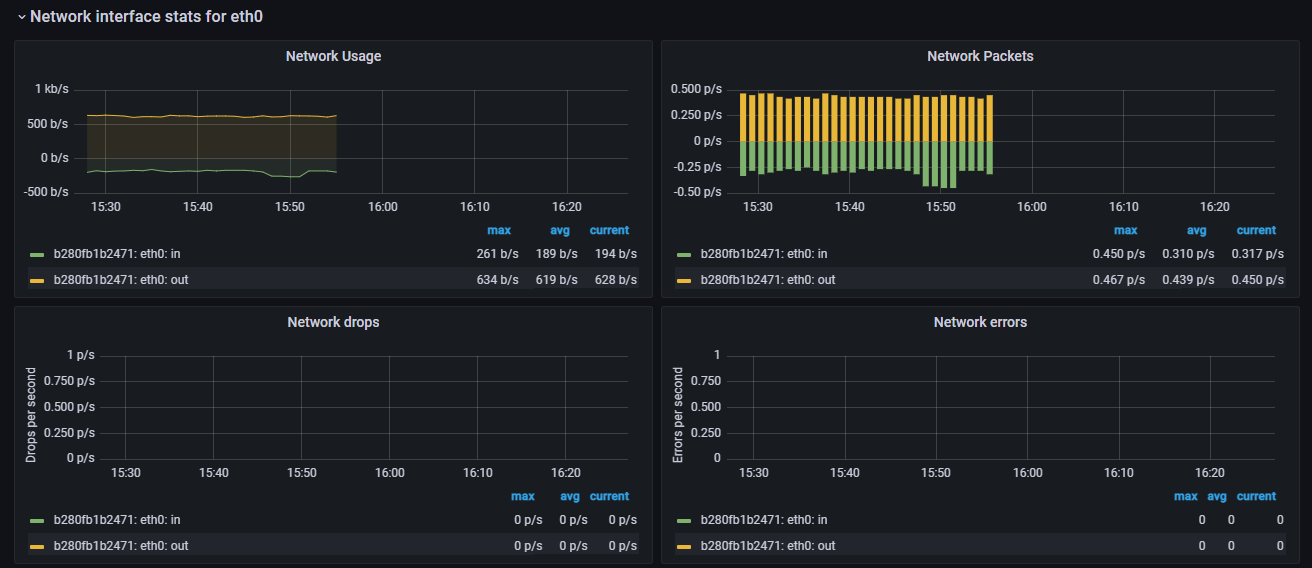 Network interface stats for eth0
Network Usage
1 kb/s
500 b/s
0 b/s
-500 b/s
15:30 15:40 15:50 16:00 16:10 16:20
max avg current
b280fb1b2471: eth0: in 261 b/s 189 b/s 194 b/s
b280fb1b2471: eth0: out 634 b/s 619 b/s 628 b/s
Network Packets
0.500 p/s
0.250 p/s
0 p/s
-0.25 p/s
-0.50 p/s
15:30 15:40 15:50 16:00 16:10 16:20
max avg current
b280fb1b2471: eth0: in 0.450 p/s 0.310 p/s 0.317 p/s
b280fb1b2471: eth0: out 0.467 p/s 0.439 p/s 0.450 p/s
Network drops
Drops per second
1 p/s
0.750 p/s
0.500 p/s
0.250 p/s
0 p/s
15:30 15:40 15:50 16:00 16:10 16:20
max avg current
b280fb1b2471: eth0: in 0 p/s 0 p/s 0 p/s
b280fb1b2471: eth0: out 0 p/s 0 p/s 0 p/s
Network errors
Errors per second
1
0.750
0.500
0.250
0
15:30 15:40 15:50 16:00 16:10 16:20
max avg current
b280fb1b2471: eth0: in 0 0 0
b280fb1b2471: eth0: out 0 0 0